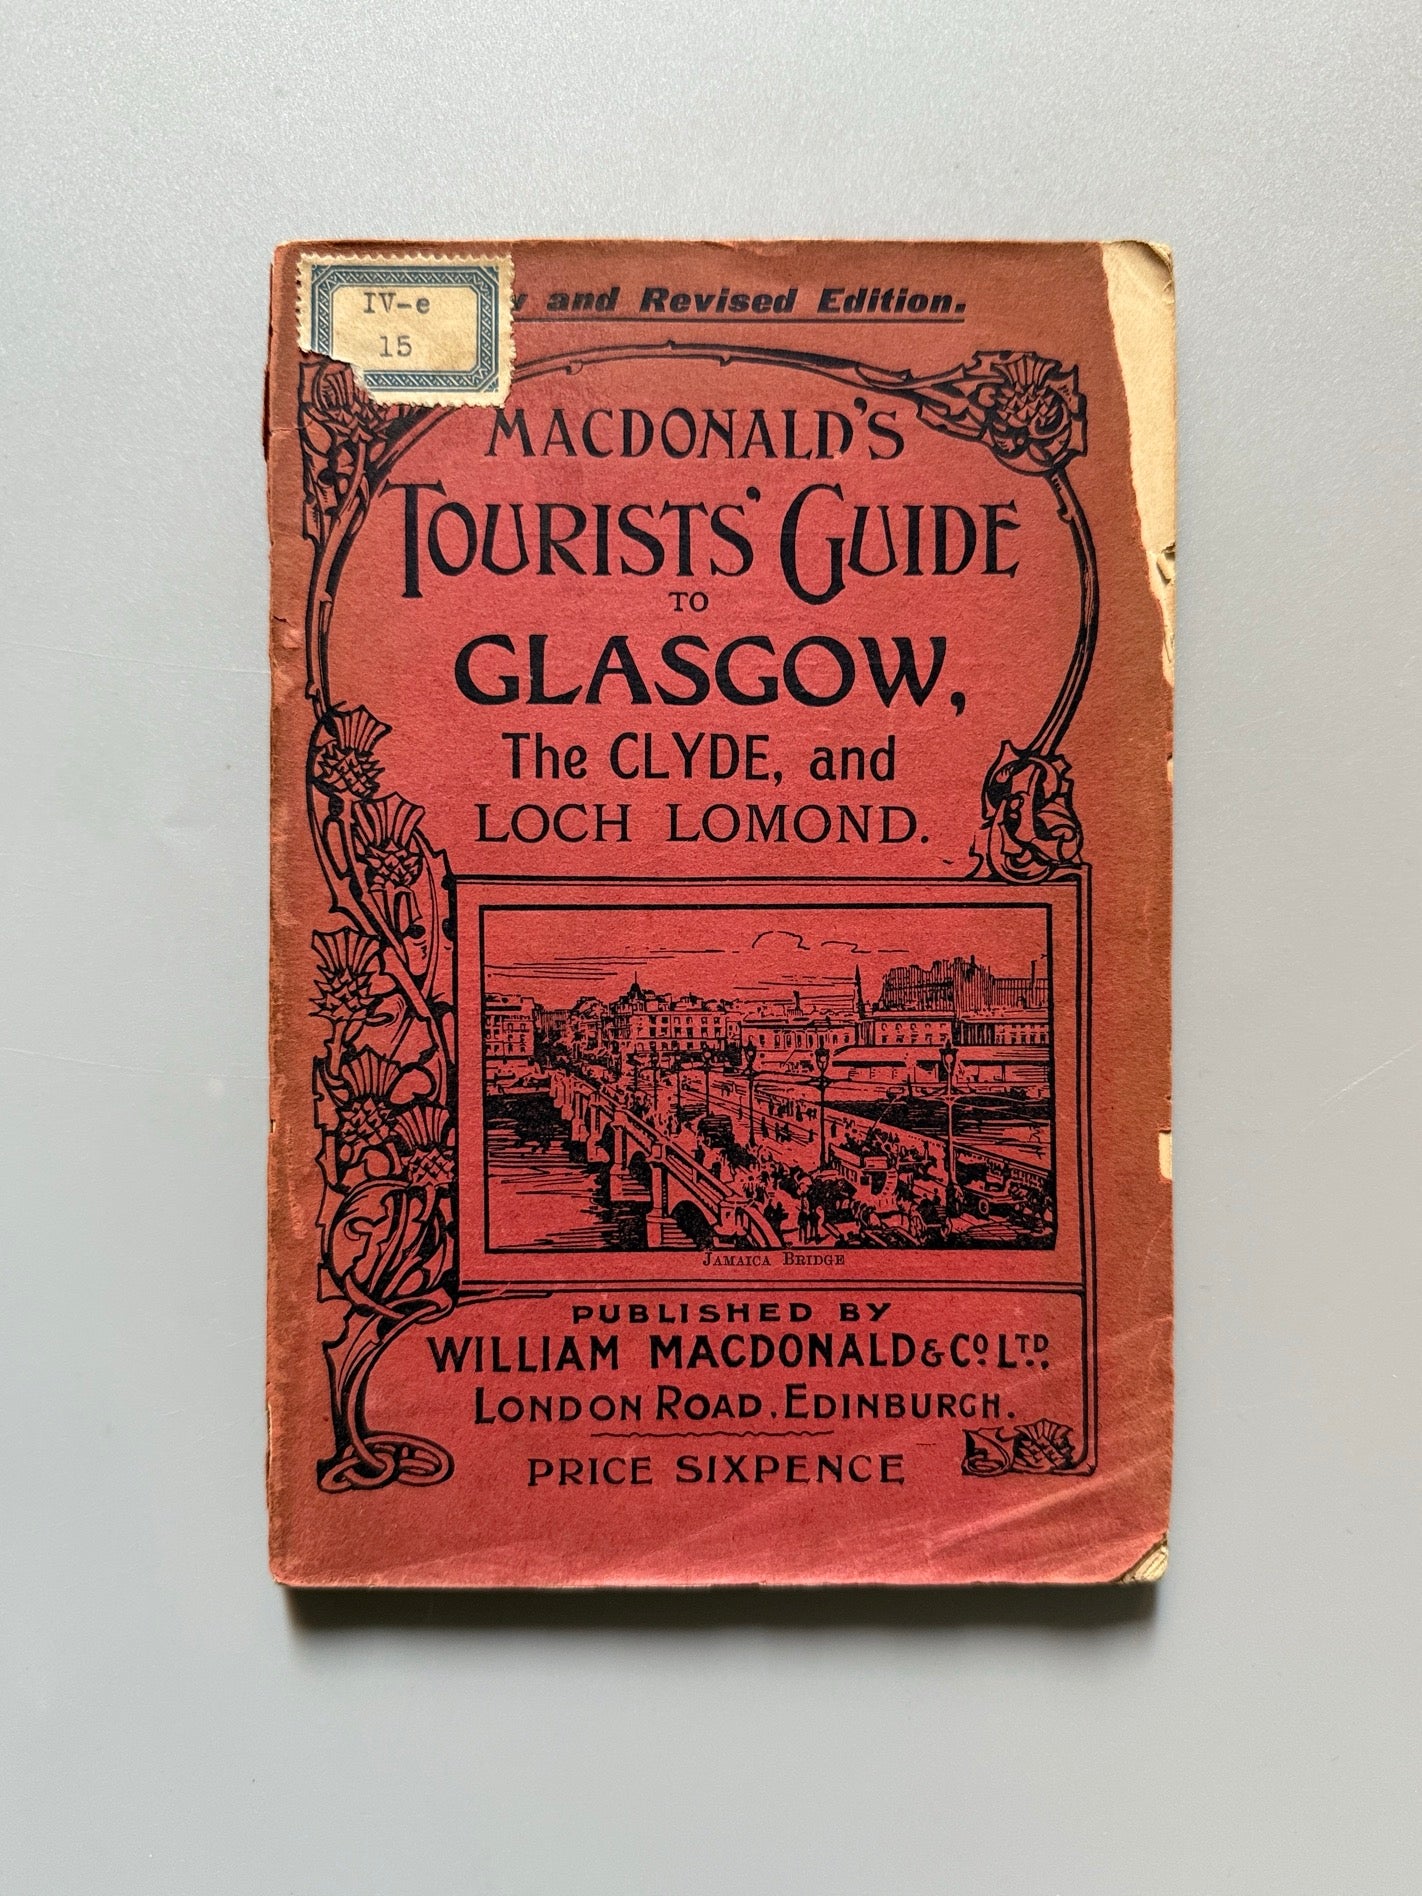 IV-e
15
and Revised Edition.
MACDONALD'S
TOURISTS' GUIDE
TO
GLASGOW,
The CLYDE, and
LOCH LOMOND.
JAMAICA BRIDGE
PUBLISHED BY
WILLIAM MACDONALD & CO. LTD.,
LONDON ROAD, EDINBURGH.
PRICE SIXPENCE